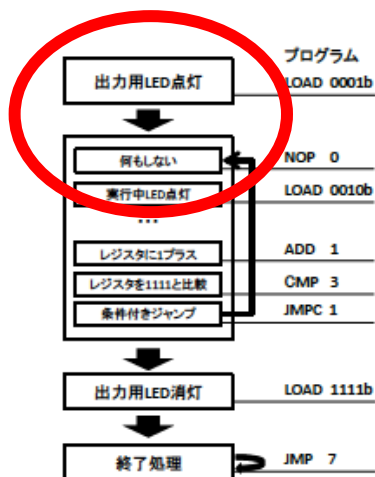 プログラム
出力用LED点灯
LOAD 0001b
何もしない
NOP 0
実行中LED点灯
LOAD 0010b
...
レジスタに1プラス
ADD 1
レジスタを1111と比較
CMP 3
条件付きジャンプ
JMPC 1
出力用LED消灯
LOAD 1111b
終了処理
JMP 7